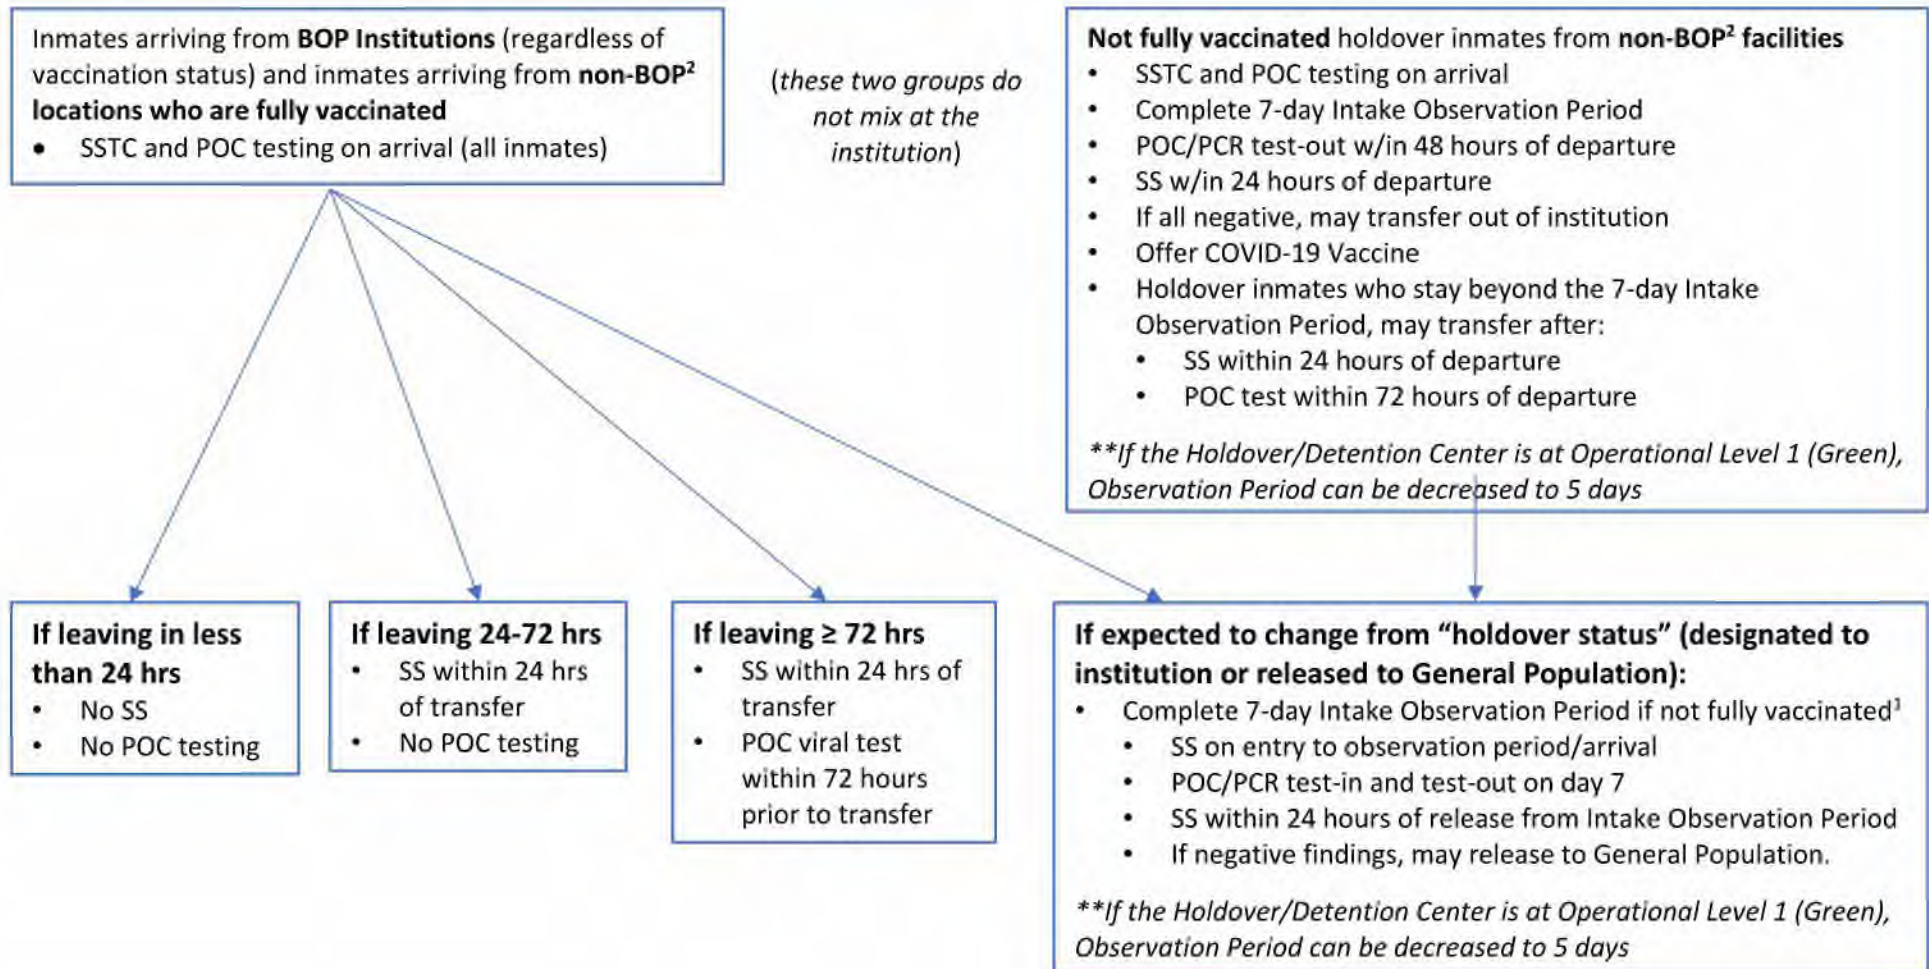 Inmates arriving from BOP Institutions (regardless of
vaccination status) and inmates arriving from non-BOP²
locations who are fully vaccinated
• SSTC and POC testing on arrival (all inmates)
(these two groups do
not mix at the
institution)
Not fully vaccinated holdover inmates from non-BOP² facilities
• SSTC and POC testing on arrival
• Complete 7-day Intake Observation Period
• POC/PCR test-out w/in 48 hours of departure
• SS w/in 24 hours of departure
• If all negative, may transfer out of institution
• Offer COVID-19 Vaccine
• Holdover inmates who stay beyond the 7-day Intake
Observation Period, may transfer after:
• SS within 24 hours of departure
• POC test within 72 hours of departure
**If the Holdover/Detention Center is at Operational Level 1 (Green),
Observation Period can be decreased to 5 days
If leaving in less
than 24 hrs
• No SS
• No POC testing
If leaving 24-72 hrs
• SS within 24 hrs
of transfer
• No POC testing
If leaving ≥ 72 hrs
• SS within 24 hrs of
transfer
• POC viral test
within 72 hours
prior to transfer
If expected to change from “holdover status” (designated to
institution or released to General Population):
• Complete 7-day Intake Observation Period if not fully vaccinated¹
• SS on entry to observation period/arrival
• POC/PCR test-in and test-out on day 7
• SS within 24 hours of release from Intake Observation Period
• If negative findings, may release to General Population.
**If the Holdover/Detention Center is at Operational Level 1 (Green),
Observation Period can be decreased to 5 days